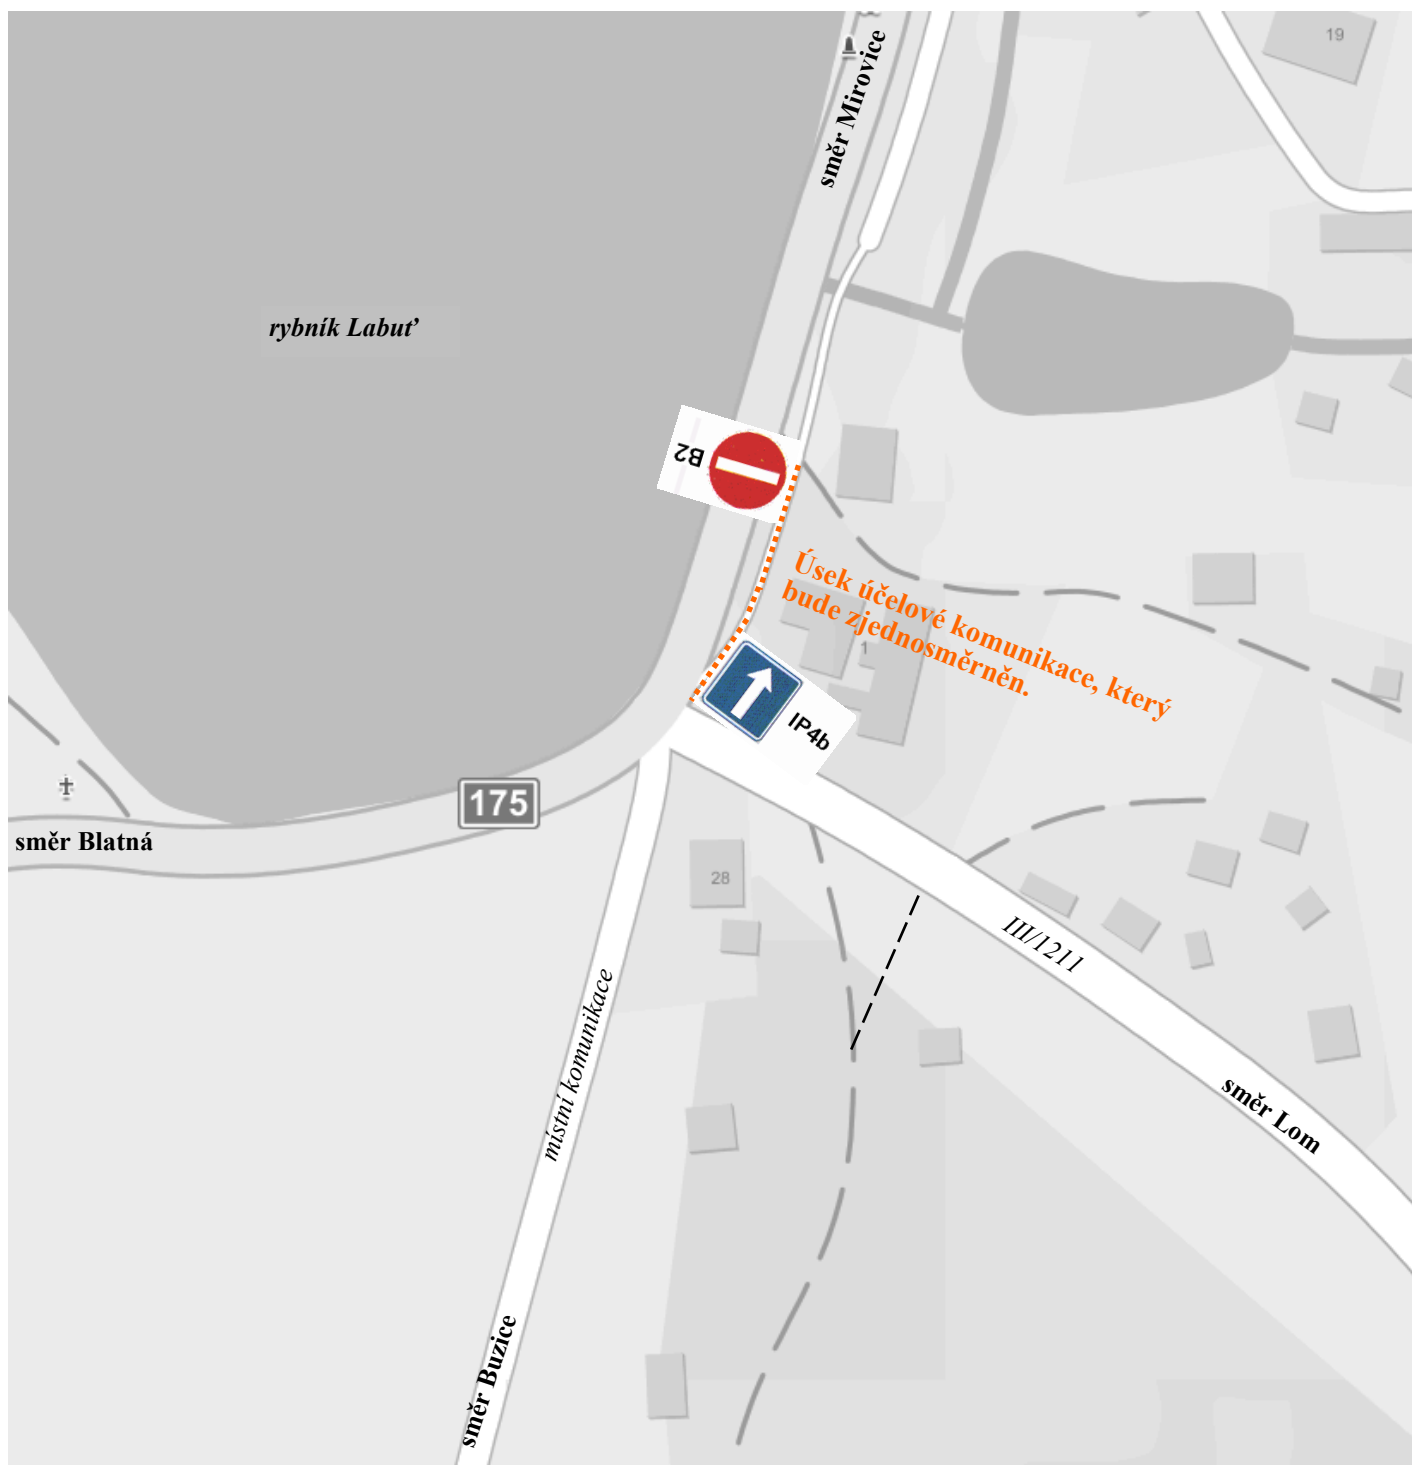 19
směr Mirovice
rybník Labuť
B2
Úsek účelové komunikace, který
bude zjednosměrněn.
1
IP4b
175
směr Blatná
28
III/1211
místní komunikace
směr Lom
směr Buzice